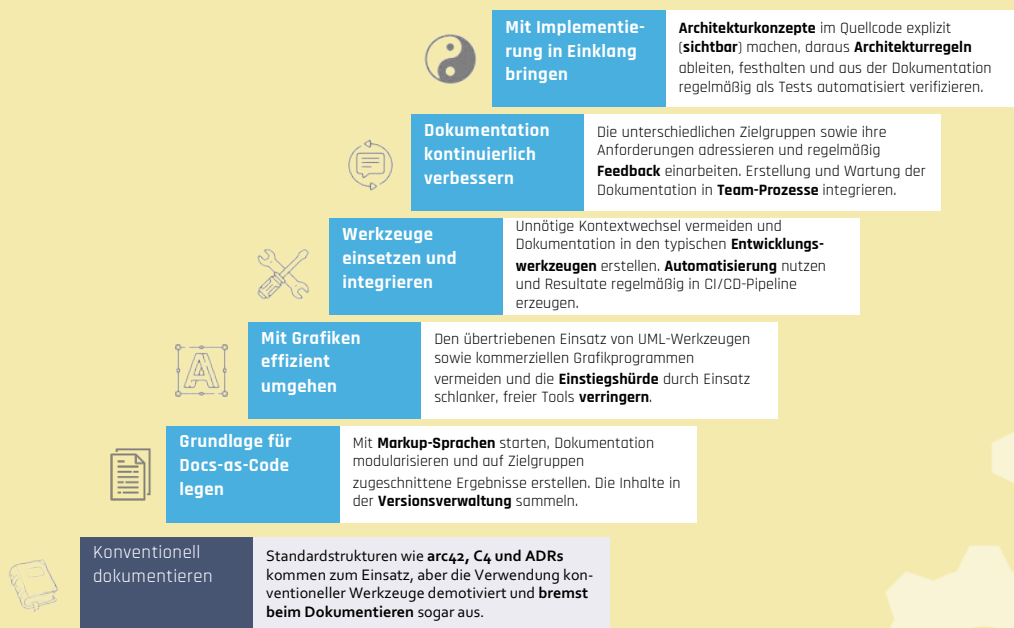 Mit Implementie-
rung in Einklang
bringen
Architekturkonzepte im Quellcode explizit
(sichtbar) machen, daraus Architekturregeln
ableiten, festhalten und aus der Dokumentation
regelmäßig als Tests automatisiert verifizieren.
Dokumentation
kontinuierlich
verbessern
Die unterschiedlichen Zielgruppen sowie ihre
Anforderungen adressieren und regelmäßig
Feedback einarbeiten. Erstellung und Wartung der
Dokumentation in Team-Prozesse integrieren.
Werkzeuge
einsetzen und
integrieren
Unnötige Kontextwechsel vermeiden und
Dokumentation in den typischen Entwicklungs-
werkzeugen erstellen. Automatisierung nutzen
und Resultate regelmäßig in CI/CD-Pipeline
erzeugen.
Mit Grafiken
effizient
umgehen
Den übertriebenen Einsatz von UML-Werkzeugen
sowie kommerziellen Grafikprogrammen
vermeiden und die Einstiegshürde durch Einsatz
schlanker, freier Tools verringern.
Grundlage für
Docs-as-Code
legen
Mit Markup-Sprachen starten, Dokumentation
modularisieren und auf Zielgruppen
zugeschnittene Ergebnisse erstellen. Die Inhalte in
der Versionsverwaltung sammeln.
Konventionell
dokumentieren
Standardstrukturen wie arc42, C4 und ADRs
kommen zum Einsatz, aber die Verwendung kon-
ventioneller Werkzeuge demotiviert und bremst
beim Dokumentieren sogar aus.